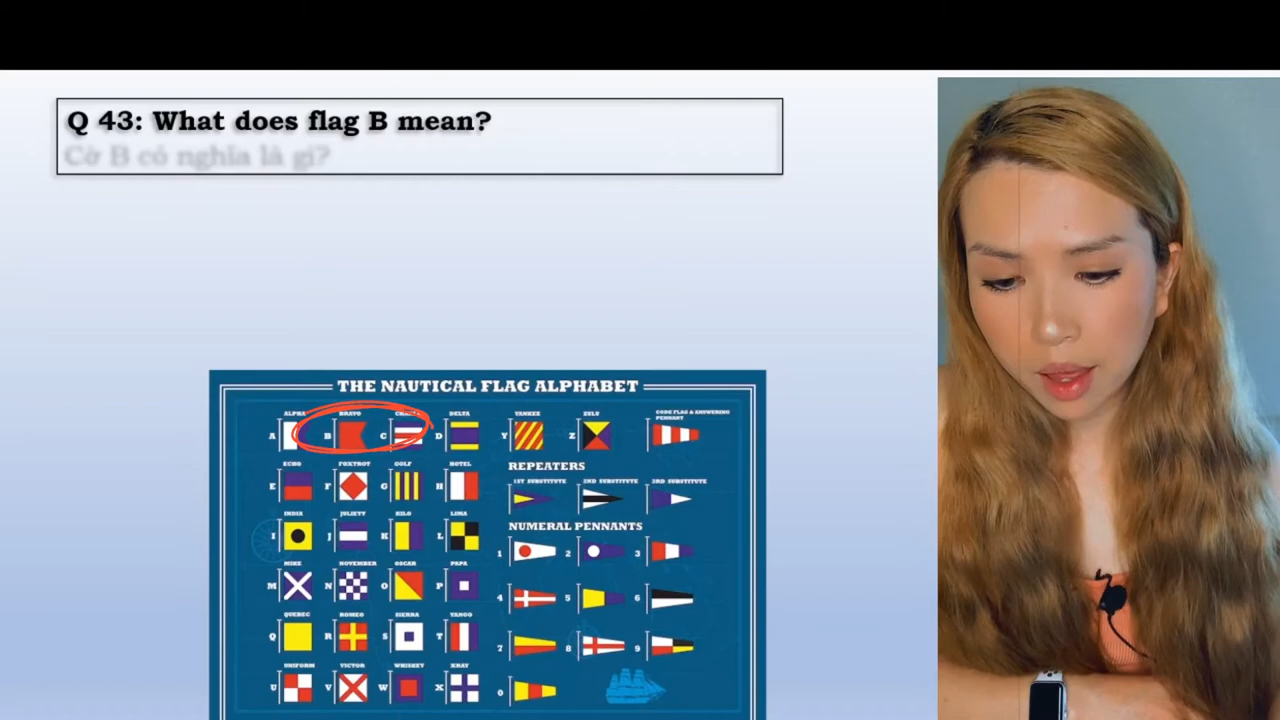 Q 43: What does flag B mean?
Cờ B có nghĩa là gì?
THE NAUTICAL FLAG ALPHABET
ALPHA BRAVO DELTA YANKEE ZULU CODE FLAG & ANSWERING PENNANT
A B C D Y Z
ECHO FOXTROT GOLF HOTEL REPEATERS
E F G H 1ST SUBSTITUTE 2ND SUBSTITUTE 3RD SUBSTITUTE
INDIA JULIETT KILO LIMA NUMERAL PENNANTS
I J K L 1 2 3
MIKE NOVEMBER OSCAR PAPA
M N O P 4 5 6
QUEBEC ROMEO SIERRA TANGO
Q R S T 7 8 9
UNIFORM VICTOR WHISKEY XRAY
U V W X 0